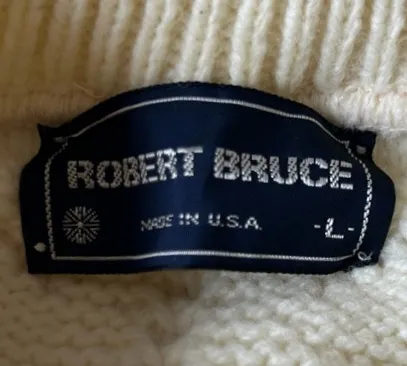 ROBERT BRUCE
MADE IN U.S.A.
-L-